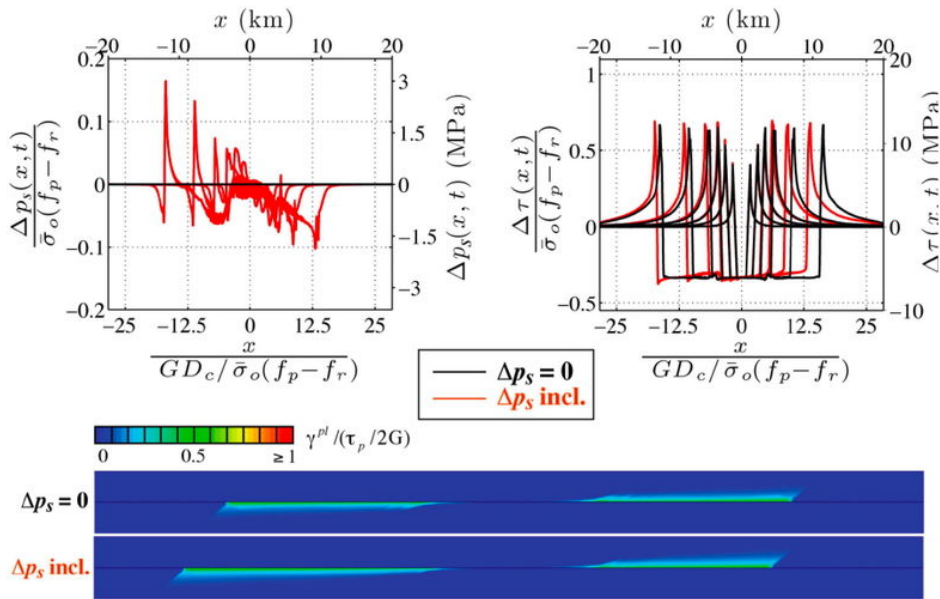 x (km)
−20 −10 0 10 20
0.2
0.1
0
−0.1
−0.2
Δp_s(x,t) / σ̄_o(f_p−f_r)
3
1.5
0
−1.5
−3
Δp_s(x,t) (MPa)
−25 −12.5 0 12.5 25
x / GD_c/σ̄_o(f_p−f_r)
x (km)
−20 −10 0 10 20
1
0.5
0
−0.5
Δτ(x,t) / σ̄_o(f_p−f_r)
20
10
0
−10
Δτ(x,t) (MPa)
−25 −12.5 0 12.5 25
x / GD_c/σ̄_o(f_p−f_r)
Δp_s = 0
Δp_s incl.
γ^{pl}/(τ_p/2G)
0 0.5 ≥1
Δp_s = 0
Δp_s incl.